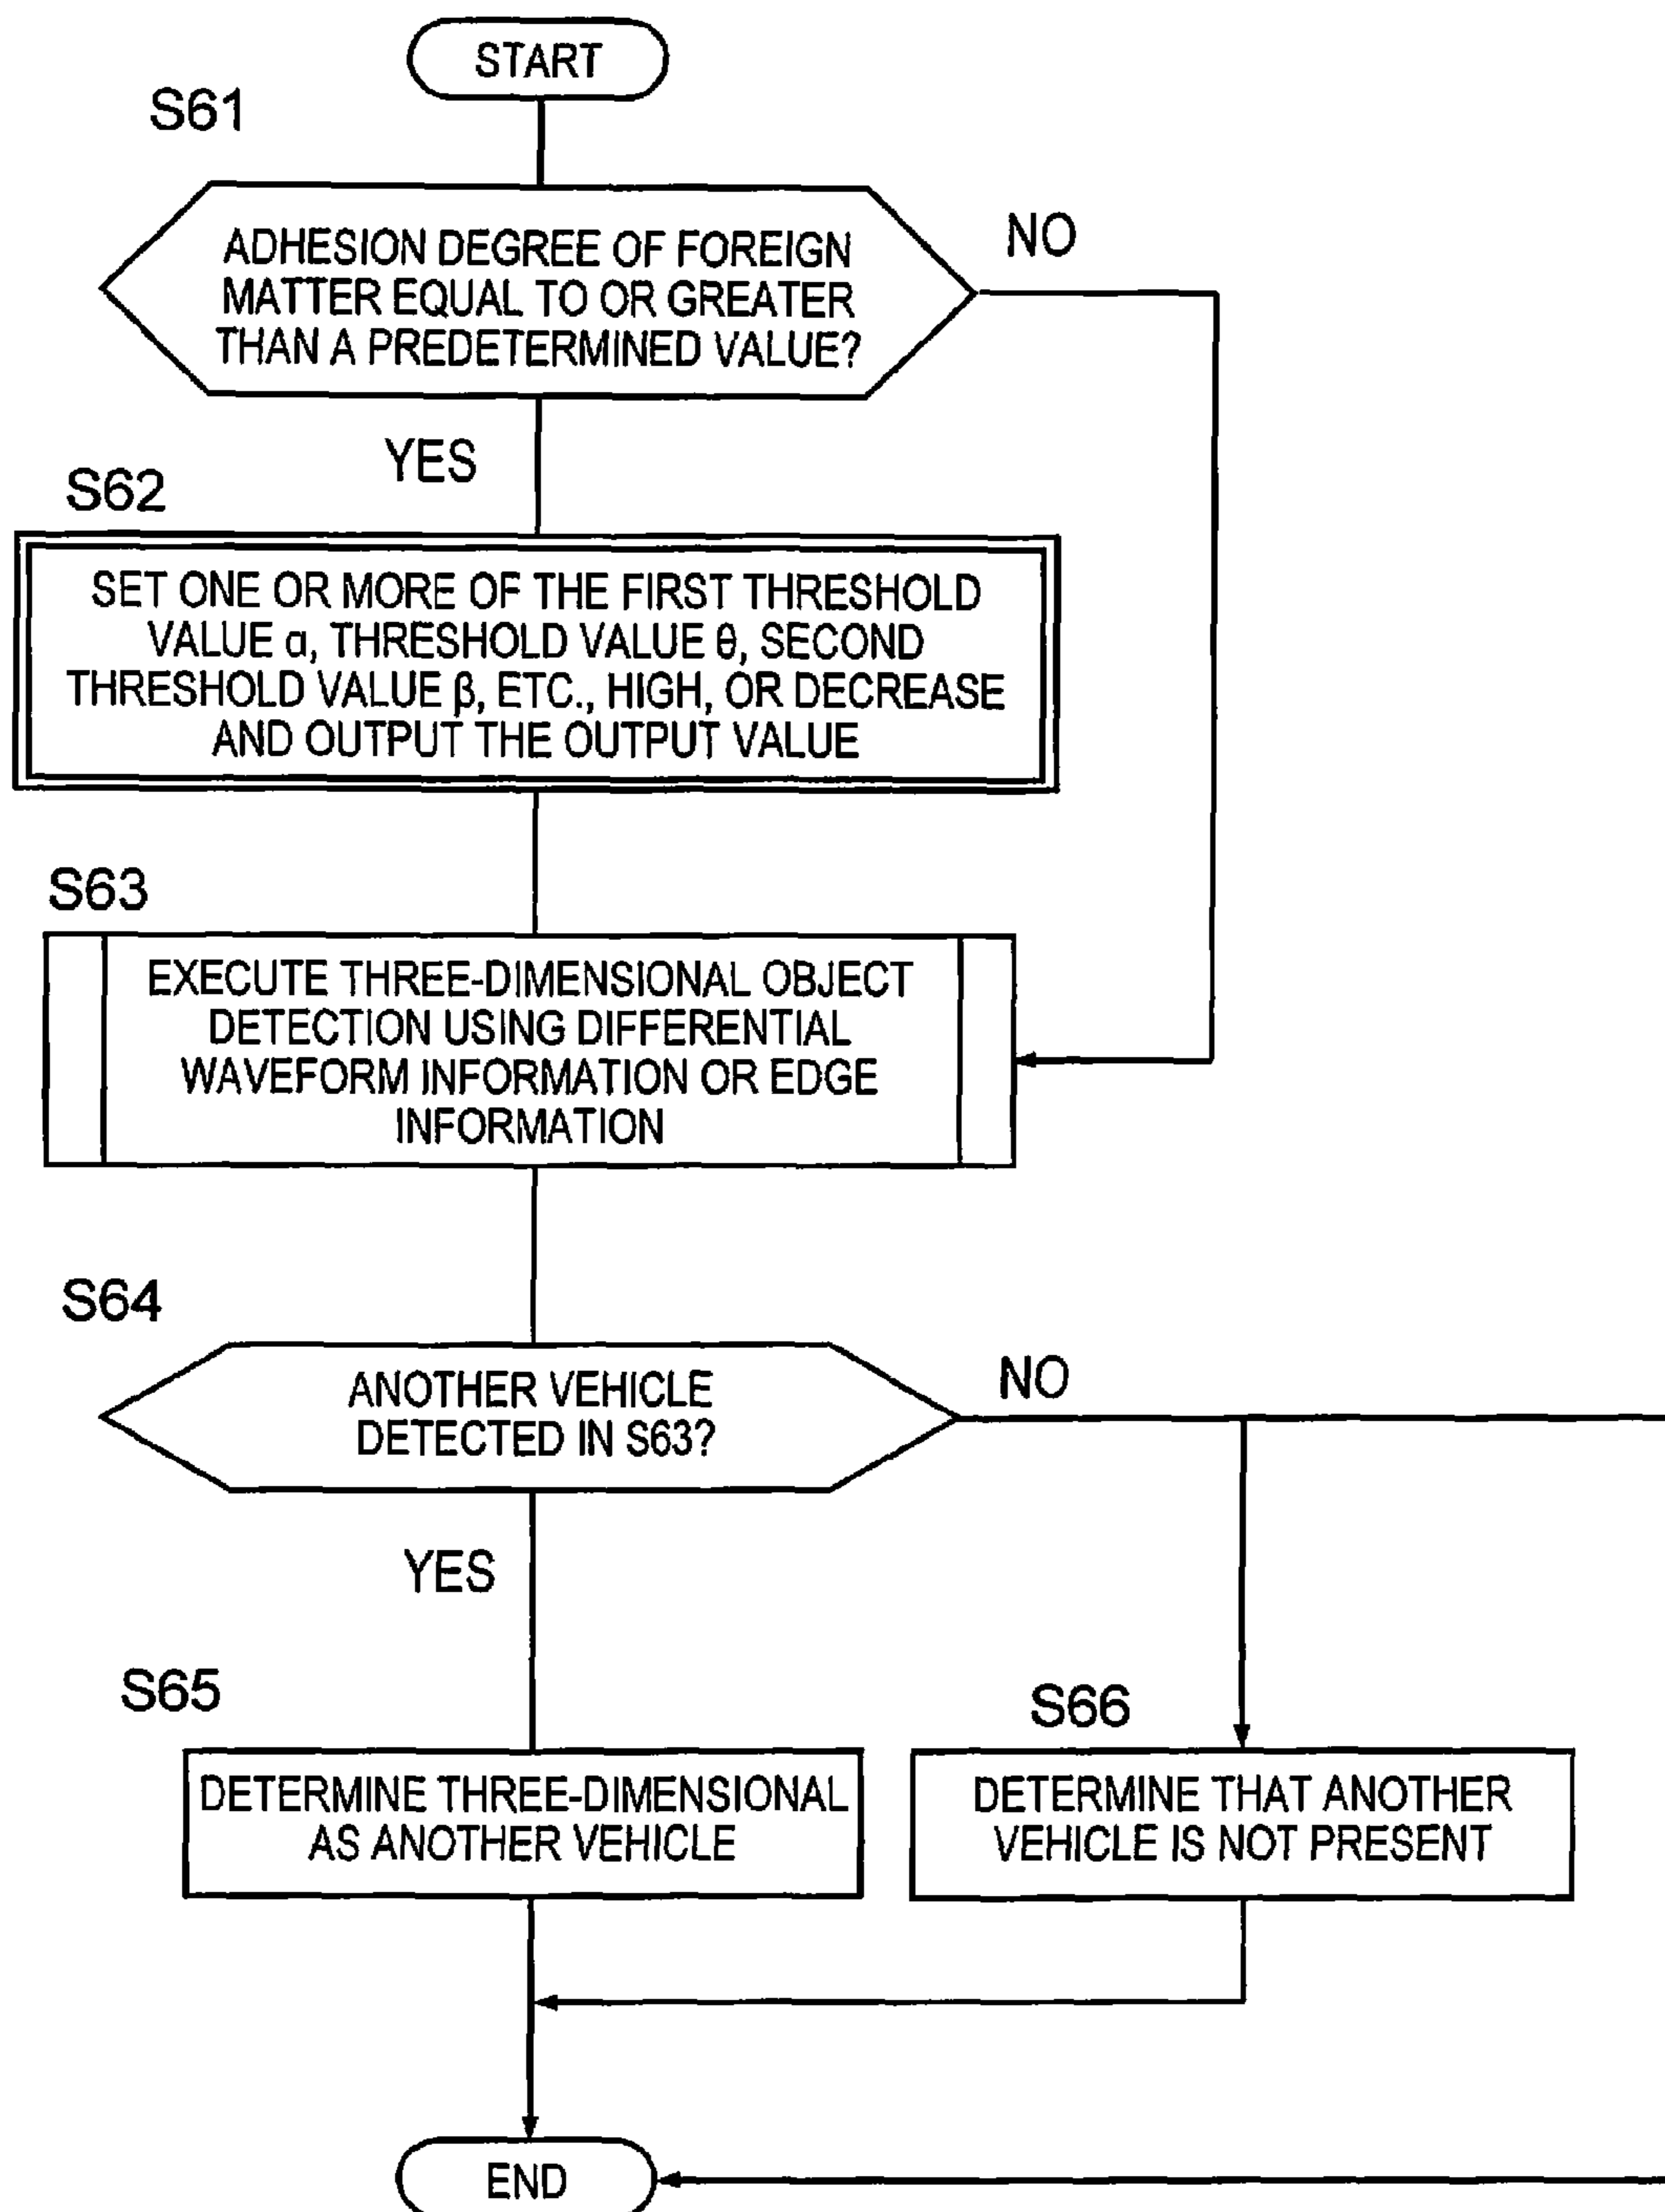 START
S61
ADHESION DEGREE OF FOREIGN
MATTER EQUAL TO OR GREATER
THAN A PREDETERMINED VALUE?
NO
YES
S62
SET ONE OR MORE OF THE FIRST THRESHOLD
VALUE α, THRESHOLD VALUE θ, SECOND
THRESHOLD VALUE β, ETC., HIGH, OR DECREASE
AND OUTPUT THE OUTPUT VALUE
S63
EXECUTE THREE-DIMENSIONAL OBJECT
DETECTION USING DIFFERENTIAL
WAVEFORM INFORMATION OR EDGE
INFORMATION
S64
ANOTHER VEHICLE
DETECTED IN S63?
NO
YES
S65
DETERMINE THREE-DIMENSIONAL
AS ANOTHER VEHICLE
S66
DETERMINE THAT ANOTHER
VEHICLE IS NOT PRESENT
END